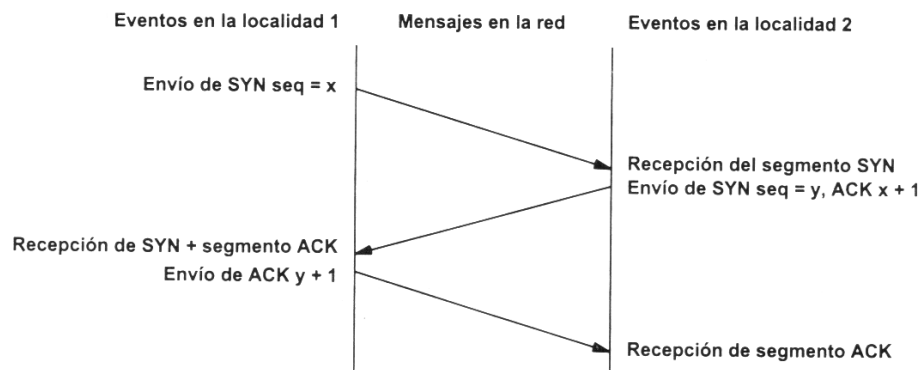 Eventos en la localidad 1
Mensajes en la red
Eventos en la localidad 2
Envío de SYN seq = x
Recepción del segmento SYN
Envío de SYN seq = y, ACK x + 1
Recepción de SYN + segmento ACK
Envío de ACK y + 1
Recepción de segmento ACK